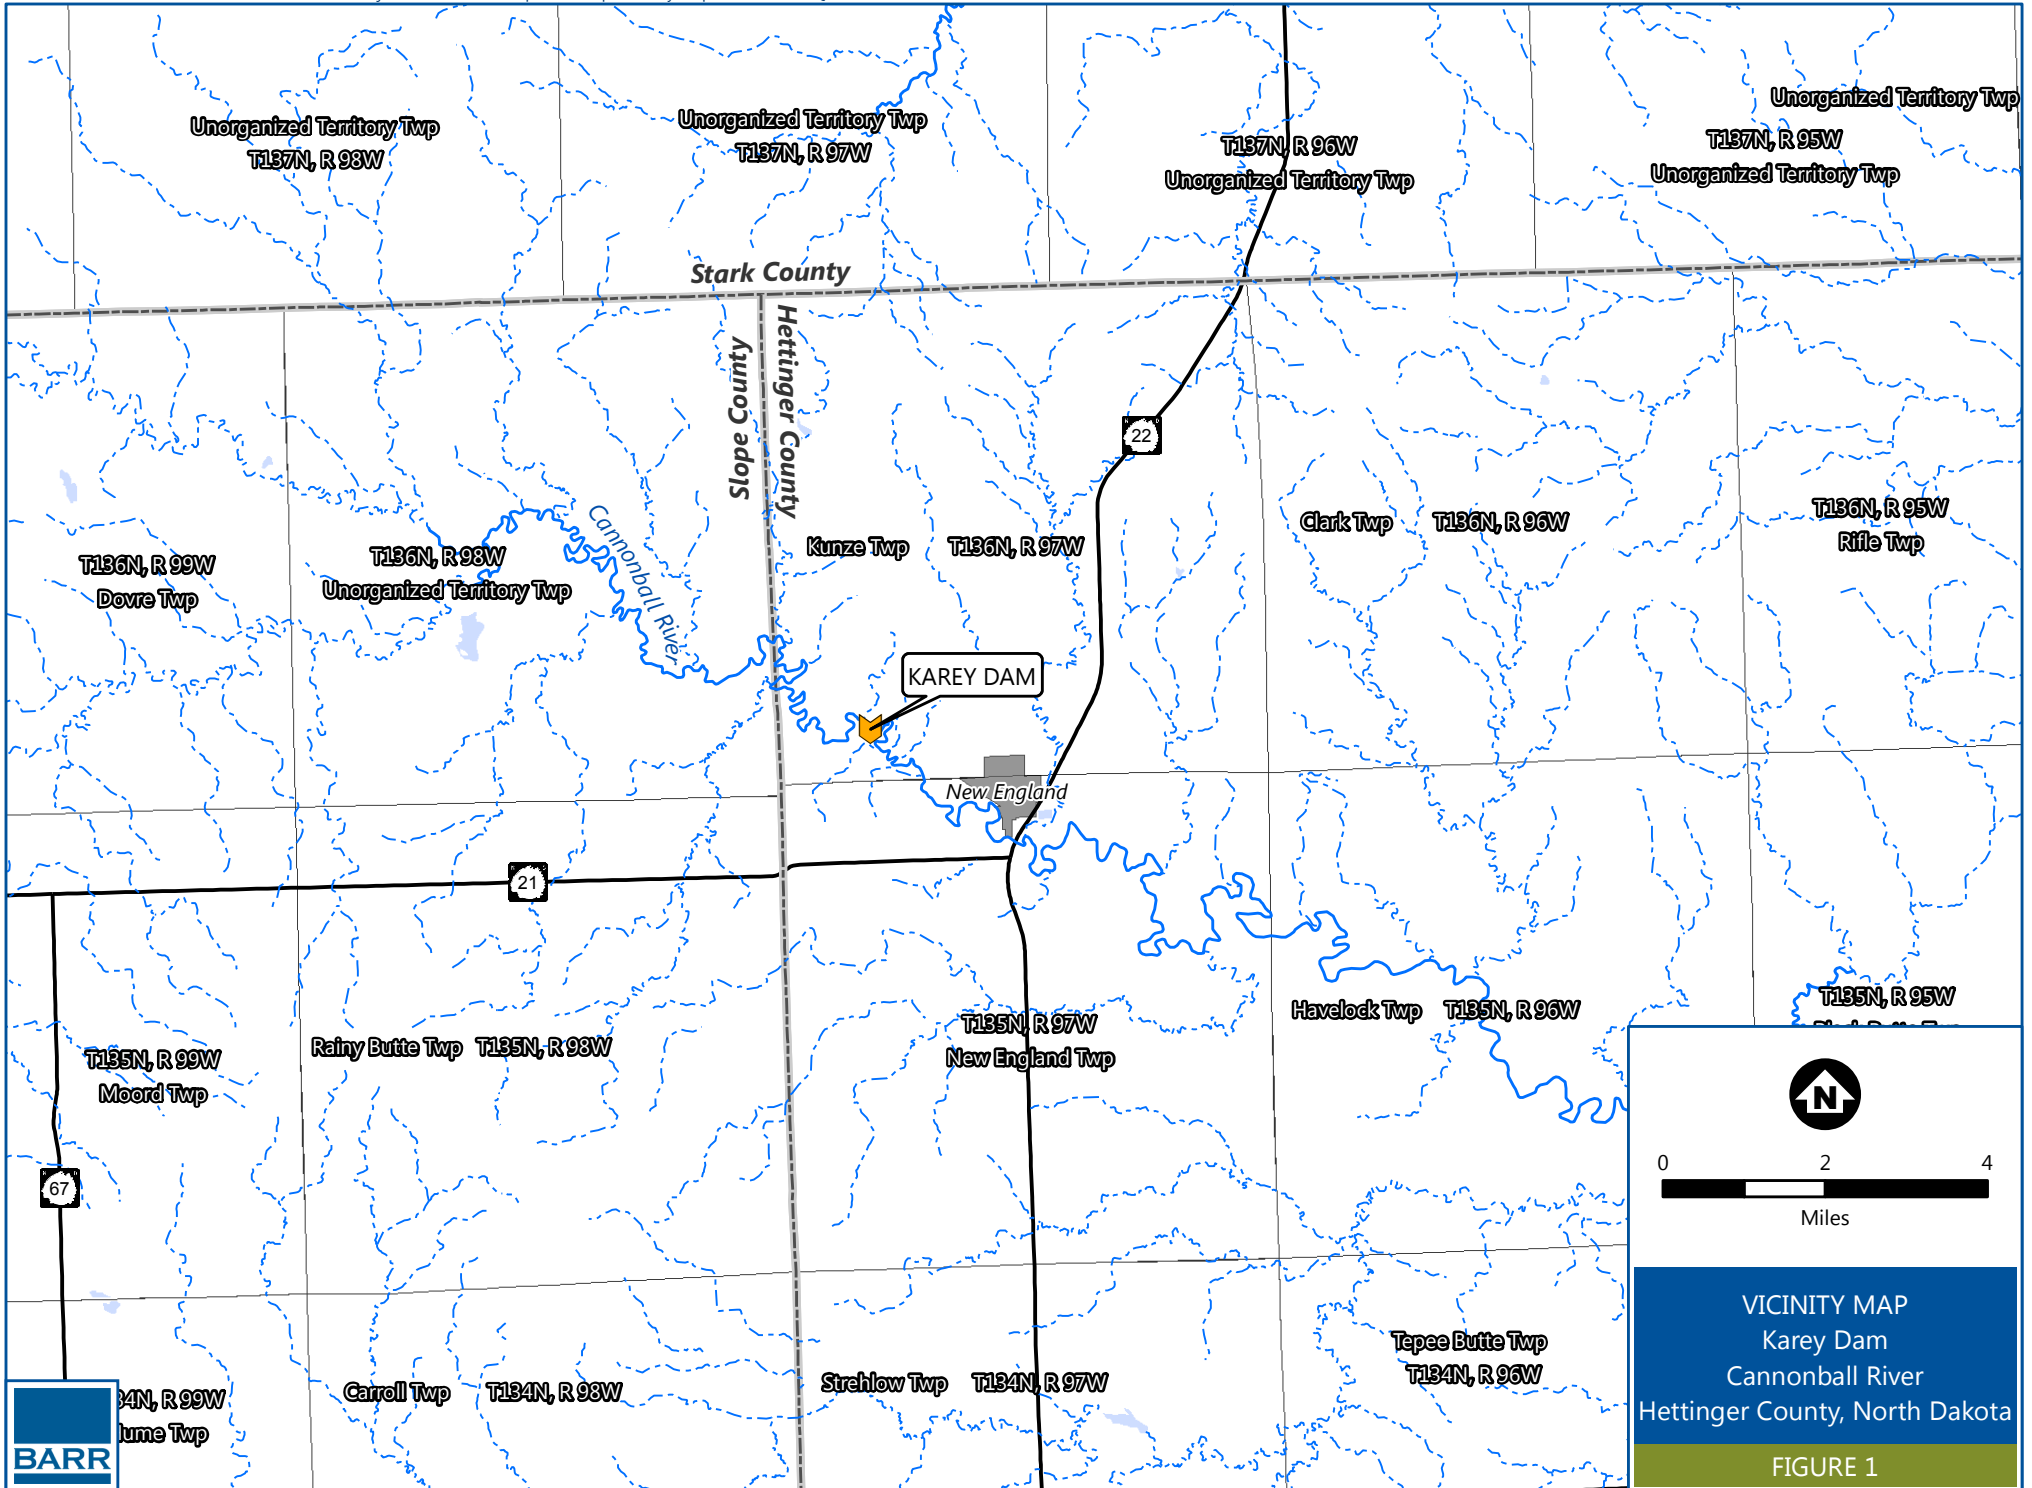 Unorganized Territory Twp
T137N, R 98W
Unorganized Territory Twp
T137N, R 97W
T137N, R 96W
Unorganized Territory Twp
Unorganized Territory Twp
T137N, R 95W
Unorganized Territory Twp
Stark County
Slope County
Hettinger County
22
Cannonball River
T136N, R 99W
Dovre Twp
T136N, R 98W
Unorganized Territory Twp
Kunze Twp T136N, R 97W
Clark Twp T136N, R 96W
T136N, R 95W
Rifle Twp
KAREY DAM
New England
21
T135N, R 99W
Moord Twp
Rainy Butte Twp T135N, R 98W
T135N, R 97W
New England Twp
Havelock Twp T135N, R 96W
T135N, R 95W
67
34N, R 99W
ume Twp
Carroll Twp T134N, R 98W
Strehlow Twp T134N, R 97W
Tepee Butte Twp
T134N, R 96W
N
0 2 4
Miles
VICINITY MAP
Karey Dam
Cannonball River
Hettinger County, North Dakota
FIGURE 1
BARR